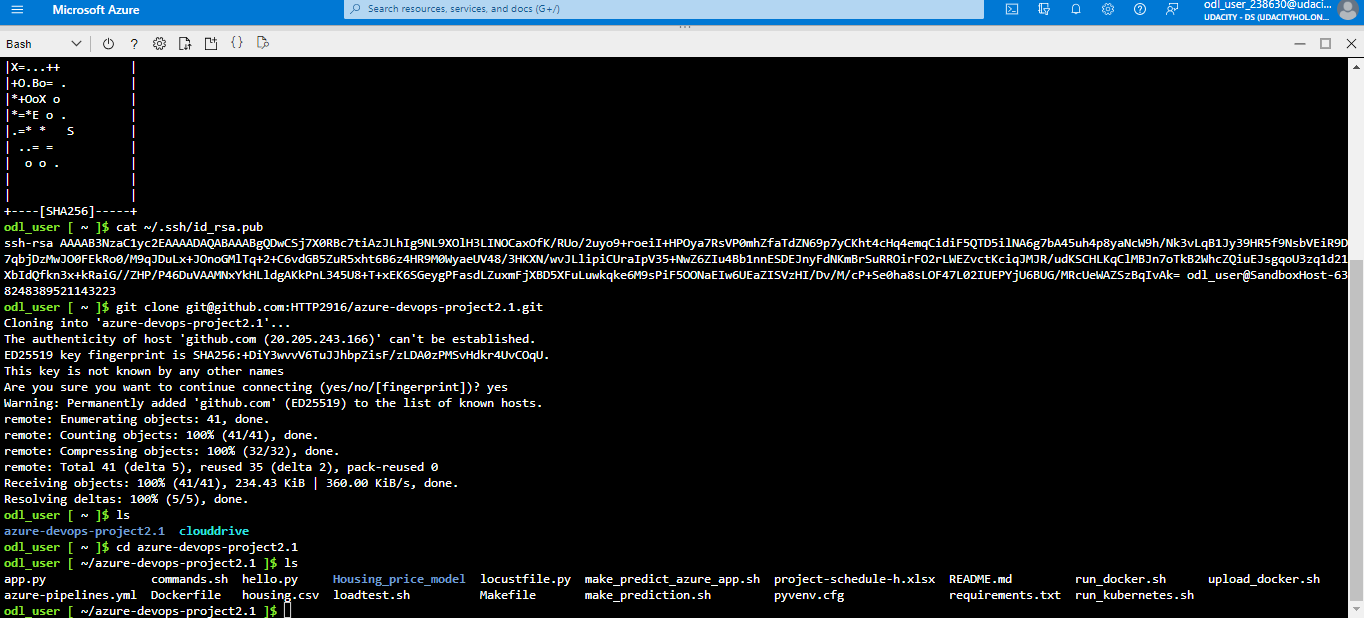 Microsoft Azure
Search resources, services, and docs (G+/)
odl_user_238630@udaci...
UDACITY - DS (UDACITYHOL.ON...
Bash
|X=...++ |
|+O.Bo= . |
|*+OoX o |
|*=*E o . |
|.=* * S |
| ..= = |
| o o . |
| |
| |
+----[SHA256]-----+
odl_user [ ~ ]$ cat ~/.ssh/id_rsa.pub
ssh-rsa AAAAB3NzaC1yc2EAAAADAQABAAABgQDwCSj7X0RBc7tiAzJLhIg9NL9XOlH3LINOCaxOfK/RUo/2uyo9+roeiI+HPOya7RsVP0mhZfaTdZN69p7yCKht4cHq4emqCidiF5QTD5ilNA6g7bA45uh4p8yaNcW9h/Nk3vLqB1Jy39HR5f9NsbVEiR9D
7qbjDzMwJO0FEkRo0/M9qJDuLx+JOnoGMlTq+2+C6vdGB5ZuR5xht6B6z4HR9M0WyaeUV48/3HKXN/wvJLlipiCUraIpV35+NwZ6ZIu4Bb1nnESDEJnyFdNKmBrSuRROirFO2rLWEZvctKciqJMJR/udKSCHLKqClMBJn7oTkB2WhcZQiuEJsgqoU3zq1d21
XbIdQfkn3x+kRaiG//ZHP/P46DuVAAMNxYkHLldgAKkPnL345U8+T+xEK6SGeygPFasdLZuxmFjXBD5XFuLuwkqke6M9sPiF5OONaEIw6UEaZISVzHI/Dv/M/cP+Se0ha8sLOF47L02IUEPYjU6BUG/MRcUeWAZSzBqIvAk= odl_user@SandboxHost-63
8248389521143223
odl_user [ ~ ]$ git clone git@github.com:HTTP2916/azure-devops-project2.1.git
Cloning into 'azure-devops-project2.1'...
The authenticity of host 'github.com (20.205.243.166)' can't be established.
ED25519 key fingerprint is SHA256:+DiY3wvvV6TuJJhbpZisF/zLDA0zPMSvHdkr4UvCOqU.
This key is not known by any other names
Are you sure you want to continue connecting (yes/no/[fingerprint])? yes
Warning: Permanently added 'github.com' (ED25519) to the list of known hosts.
remote: Enumerating objects: 41, done.
remote: Counting objects: 100% (41/41), done.
remote: Compressing objects: 100% (32/32), done.
remote: Total 41 (delta 5), reused 35 (delta 2), pack-reused 0
Receiving objects: 100% (41/41), 234.43 KiB | 360.00 KiB/s, done.
Resolving deltas: 100% (5/5), done.
odl_user [ ~ ]$ ls
azure-devops-project2.1 clouddrive
odl_user [ ~ ]$ cd azure-devops-project2.1
odl_user [ ~/azure-devops-project2.1 ]$ ls
app.py commands.sh hello.py Housing_price_model locustfile.py make_predict_azure_app.sh project-schedule-h.xlsx README.md run_docker.sh upload_docker.sh
azure-pipelines.yml Dockerfile housing.csv loadtest.sh Makefile make_prediction.sh pyvenv.cfg requirements.txt run_kubernetes.sh
odl_user [ ~/azure-devops-project2.1 ]$